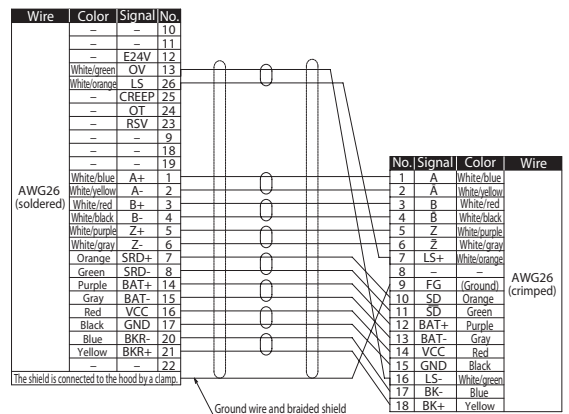 Wire Color Signal No.
– – 10
– – 11
– E24V 12
White/green OV 13
White/orange LS 26
– CREEP 25
– OT 24
– RSV 23
– – 9
– – 18
– – 19
White/blue A+ 1
White/yellow A- 2
White/red B+ 3
White/black B- 4
White/purple Z+ 5
White/gray Z- 6
Orange SRD+ 7
Green SRD- 8
Purple BAT+ 14
Gray BAT- 15
Red VCC 16
Black GND 17
Blue BKR- 20
Yellow BKR+ 21
– – 22
AWG26
(soldered)
The shield is connected to the hood by a clamp.
Ground wire and braided shield
No. Signal Color Wire
1 A White/blue
2 Ā White/yellow
3 B White/red
4 B̄ White/black
5 Z White/purple
6 Z̄ White/gray
7 LS+ White/orange
8 – –
9 FG (Ground)
10 SD Orange
11 S̄D̄ Green
12 BAT+ Purple
13 BAT- Gray
14 VCC Red
15 GND Black
16 LS- White/green
17 BK- Blue
18 BK+ Yellow
AWG26
(crimped)